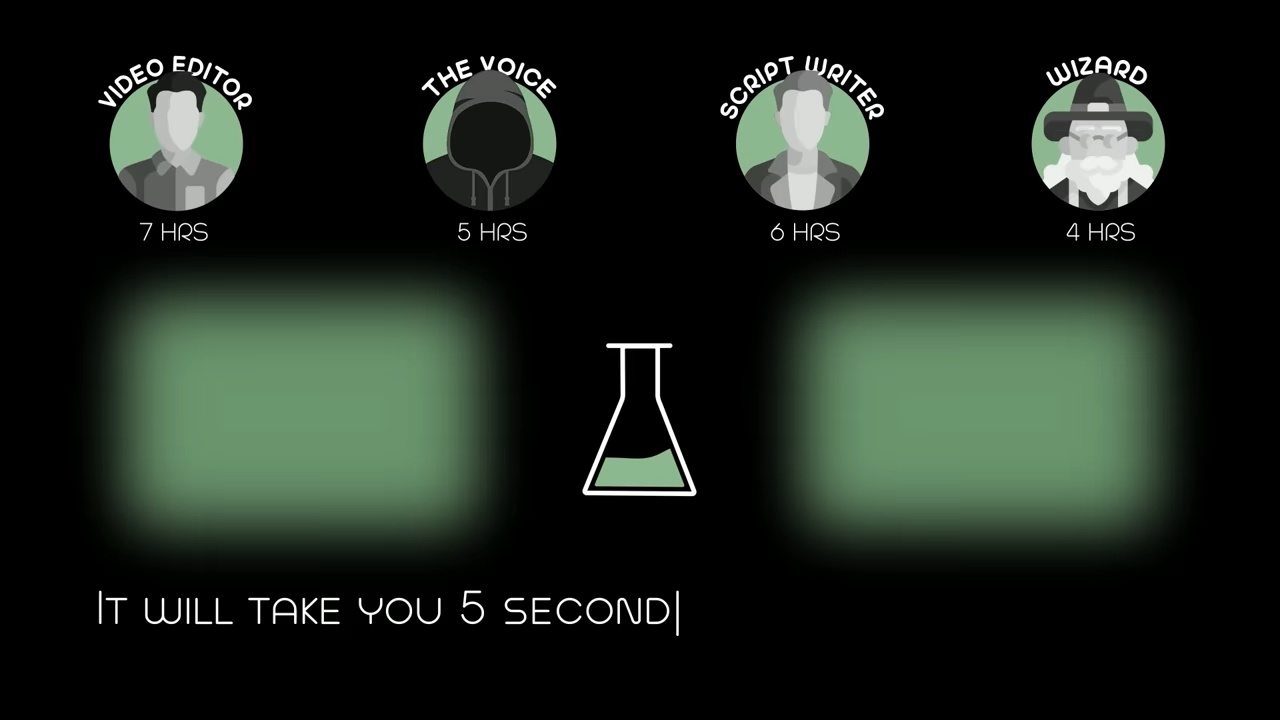 VIDEO EDITOR
THE VOICE
SCRIPT WRITER
WIZARD
7 HRS
5 HRS
6 HRS
4 HRS
IT WILL TAKE YOU 5 SECOND